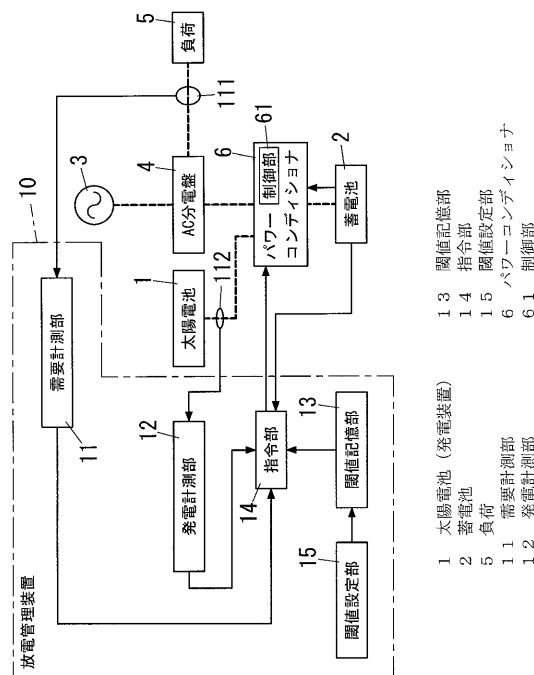 放電管理装置
10
需要計測部
11
3
5
負荷
111
4
AC分電盤
1
太陽電池
112
6
61
制御部
パワー
コンディショナ
2
蓄電池
12
発電計測部
14
指令部
13
閾値記憶部
15
閾値設定部
1 太陽電池（発電装置）
2 蓄電池
5 負荷
11 需要計測部
12 発電計測部
13 閾値記憶部
14 指令部
15 閾値設定部
6 パワーコンディショナ
61 制御部